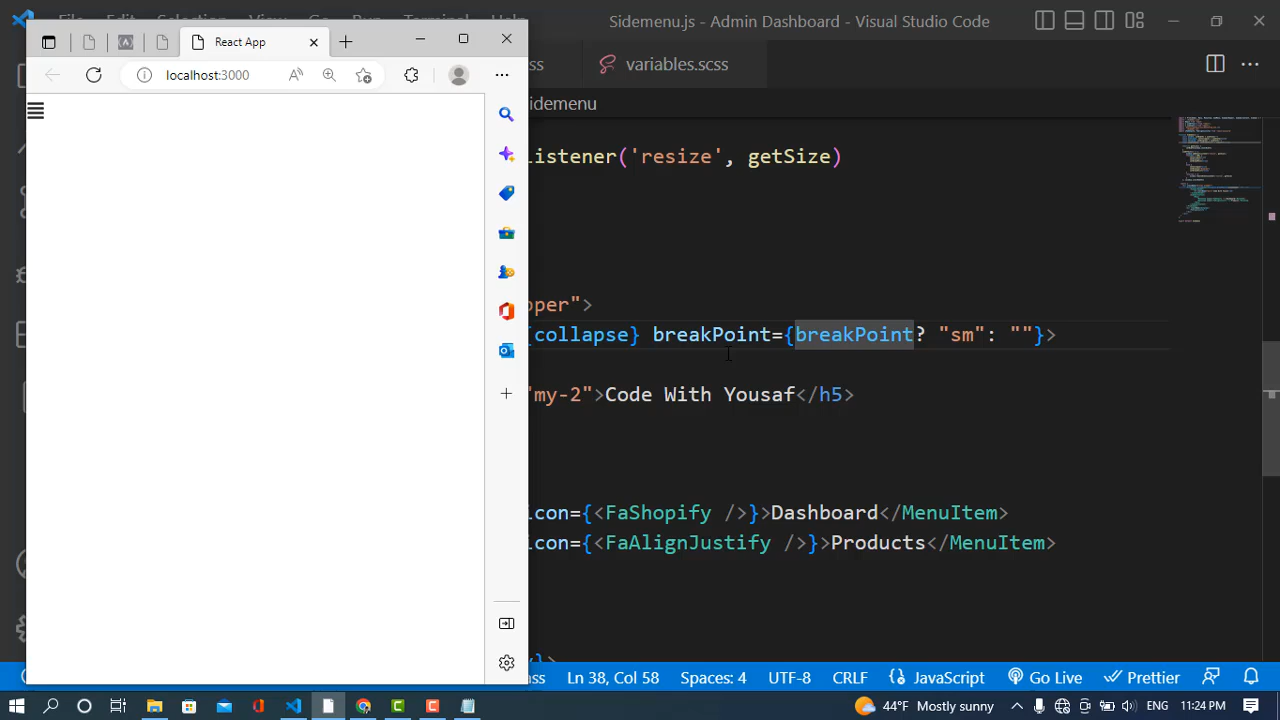 Sidemenu.js - Admin Dashboard - Visual Studio Code
React App
localhost:3000
ss
variables.scss
idemenu
istener('resize', getSize)
pper">
{collapse} breakPoint={breakPoint? "sm": ""}>
"my-2">Code With Yousaf</h5>
icon={<FaShopify />}>Dashboard</MenuItem>
icon={<FaAlignJustify />}>Products</MenuItem>
Ln 38, Col 58
Spaces: 4
UTF-8
CRLF
JavaScript
Go Live
Prettier
44°F Mostly sunny
ENG
11:24 PM